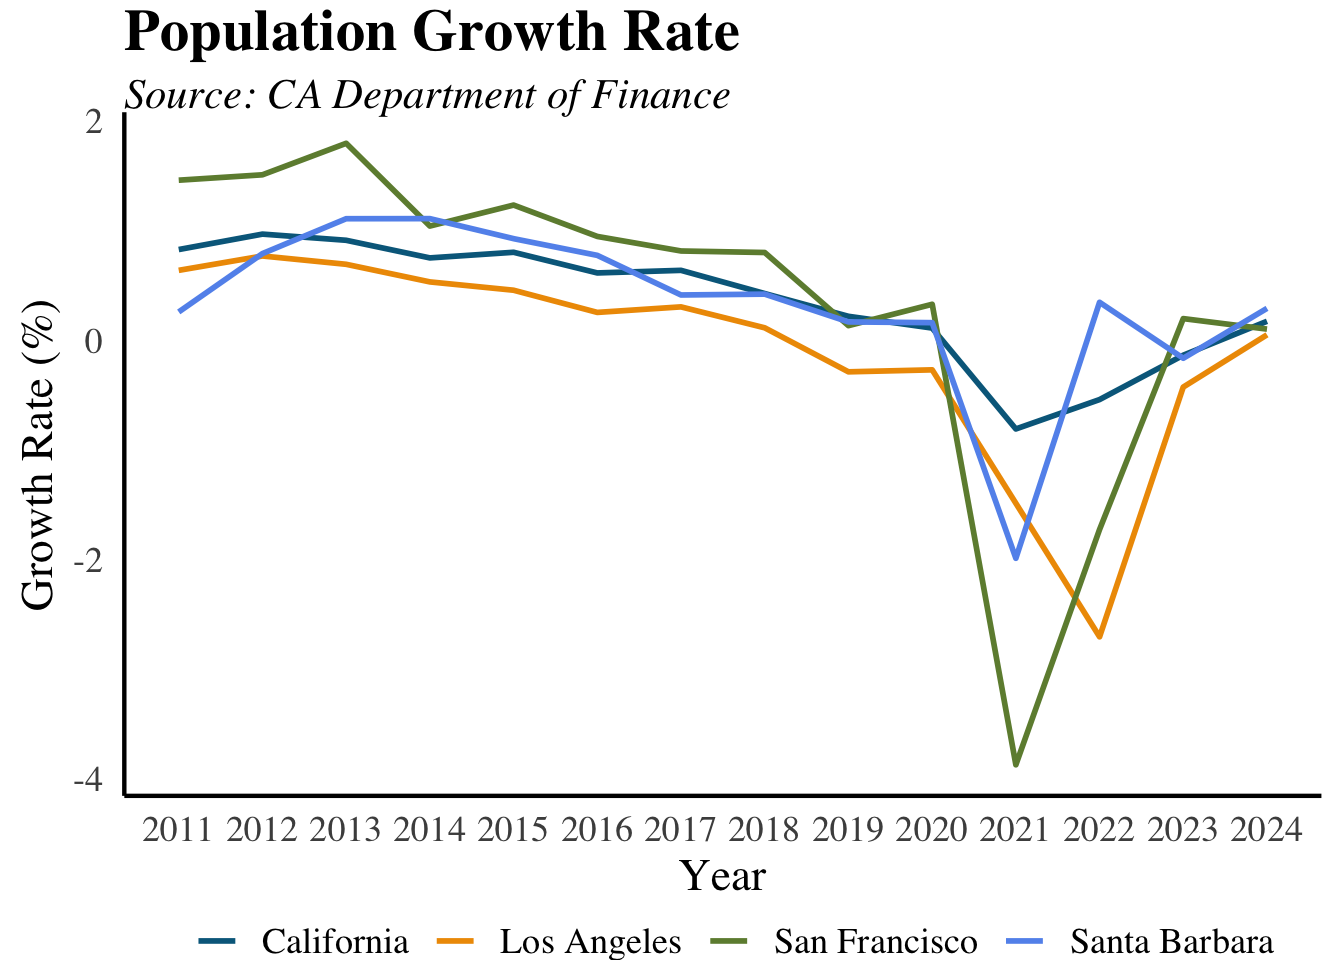 Population Growth Rate
Source: CA Department of Finance
2
0
-2
-4
Growth Rate (%)
2011 2012 2013 2014 2015 2016 2017 2018 2019 2020 2021 2022 2023 2024
Year
California Los Angeles San Francisco Santa Barbara